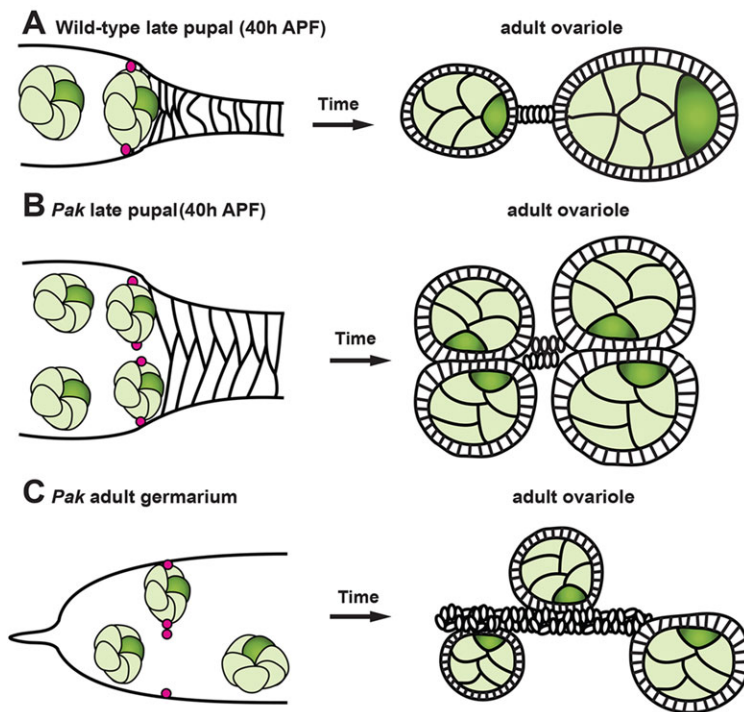 A Wild-type late pupal (40h APF)
adult ovariole
Time
B Pak late pupal(40h APF)
adult ovariole
Time
C Pak adult germarium
adult ovariole
Time